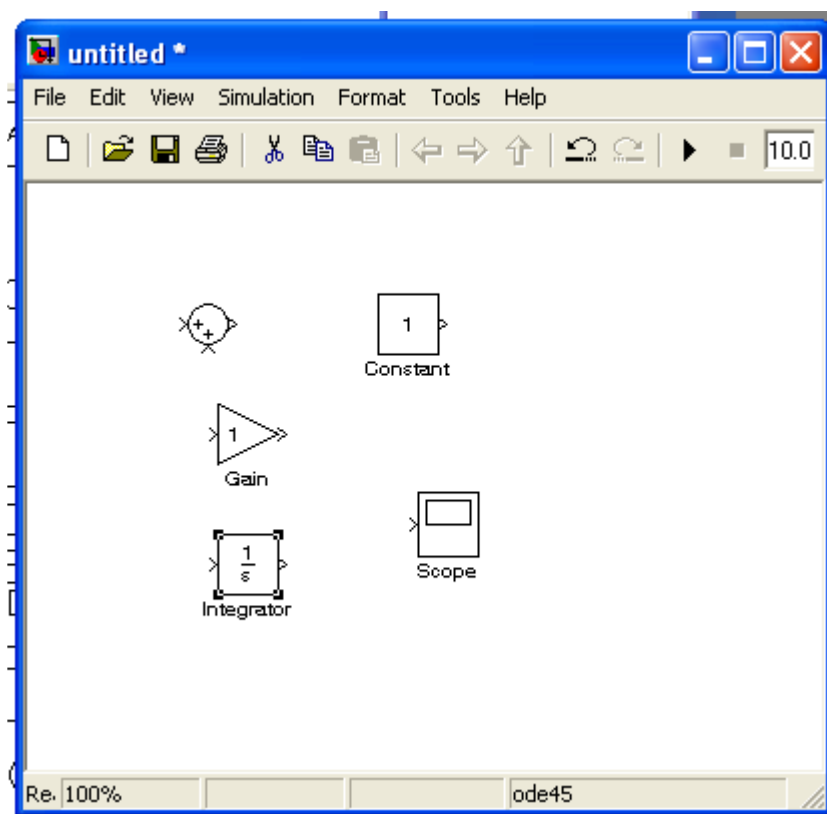 untitled *
File Edit View Simulation Format Tools Help
10.0
++
1
Constant
1
Gain
1
s
Integrator
Scope
Re. 100% ode45